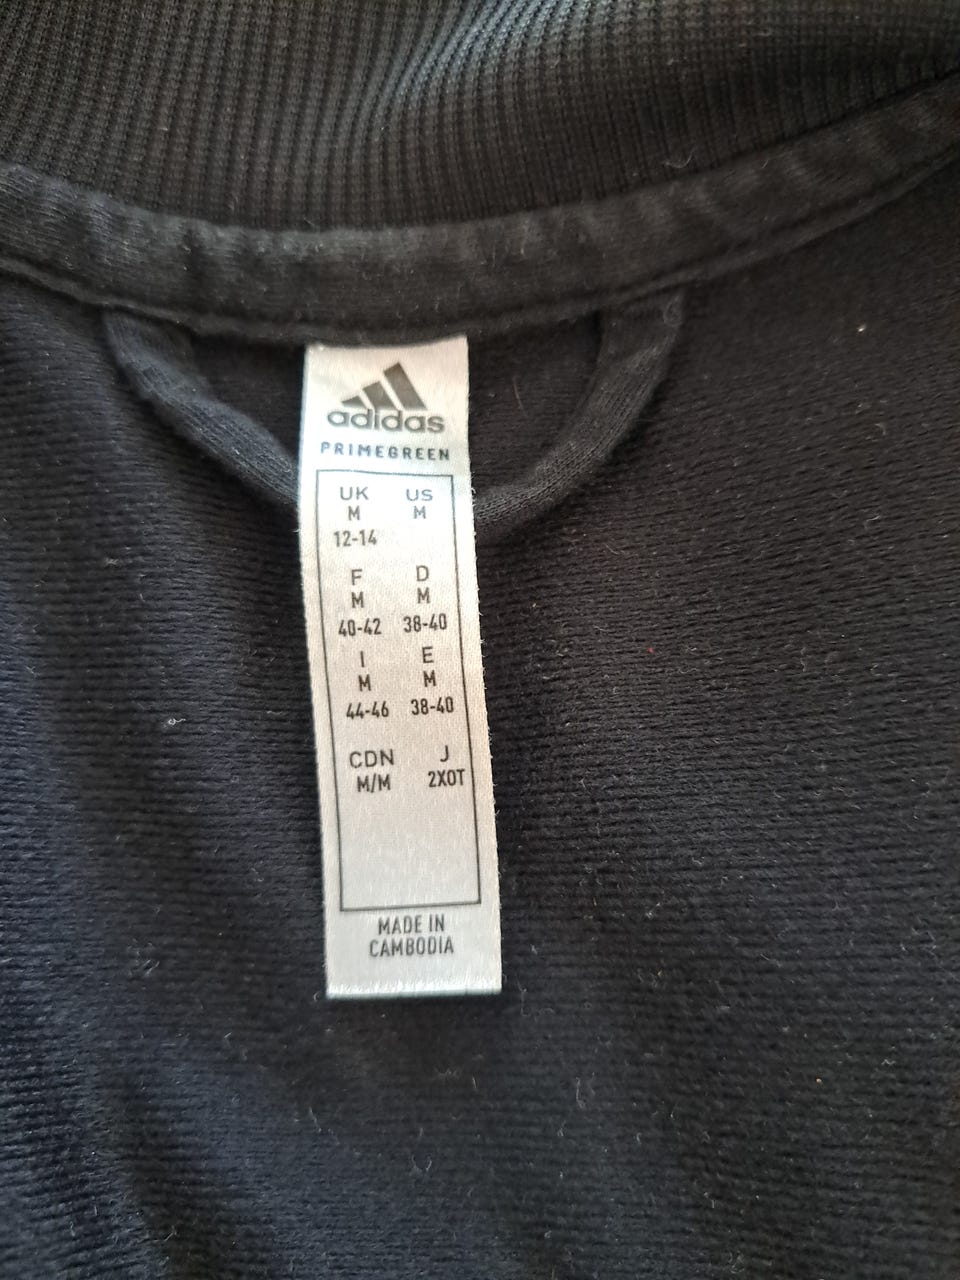 adidas
PRIMEGREEN
UK US
M M
12-14
F D
M M
40-42 38-40
I E
M M
44-46 38-40
CDN J
M/M 2XOT
MADE IN
CAMBODIA